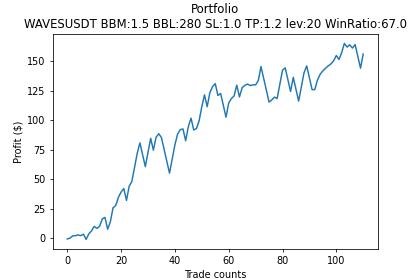 Portfolio
WAVESUSDT BBM:1.5 BBL:280 SL:1.0 TP:1.2 lev:20 WinRatio:67.0
150
125
100
75
50
25
0
Profit ($)
0 20 40 60 80 100
Trade counts